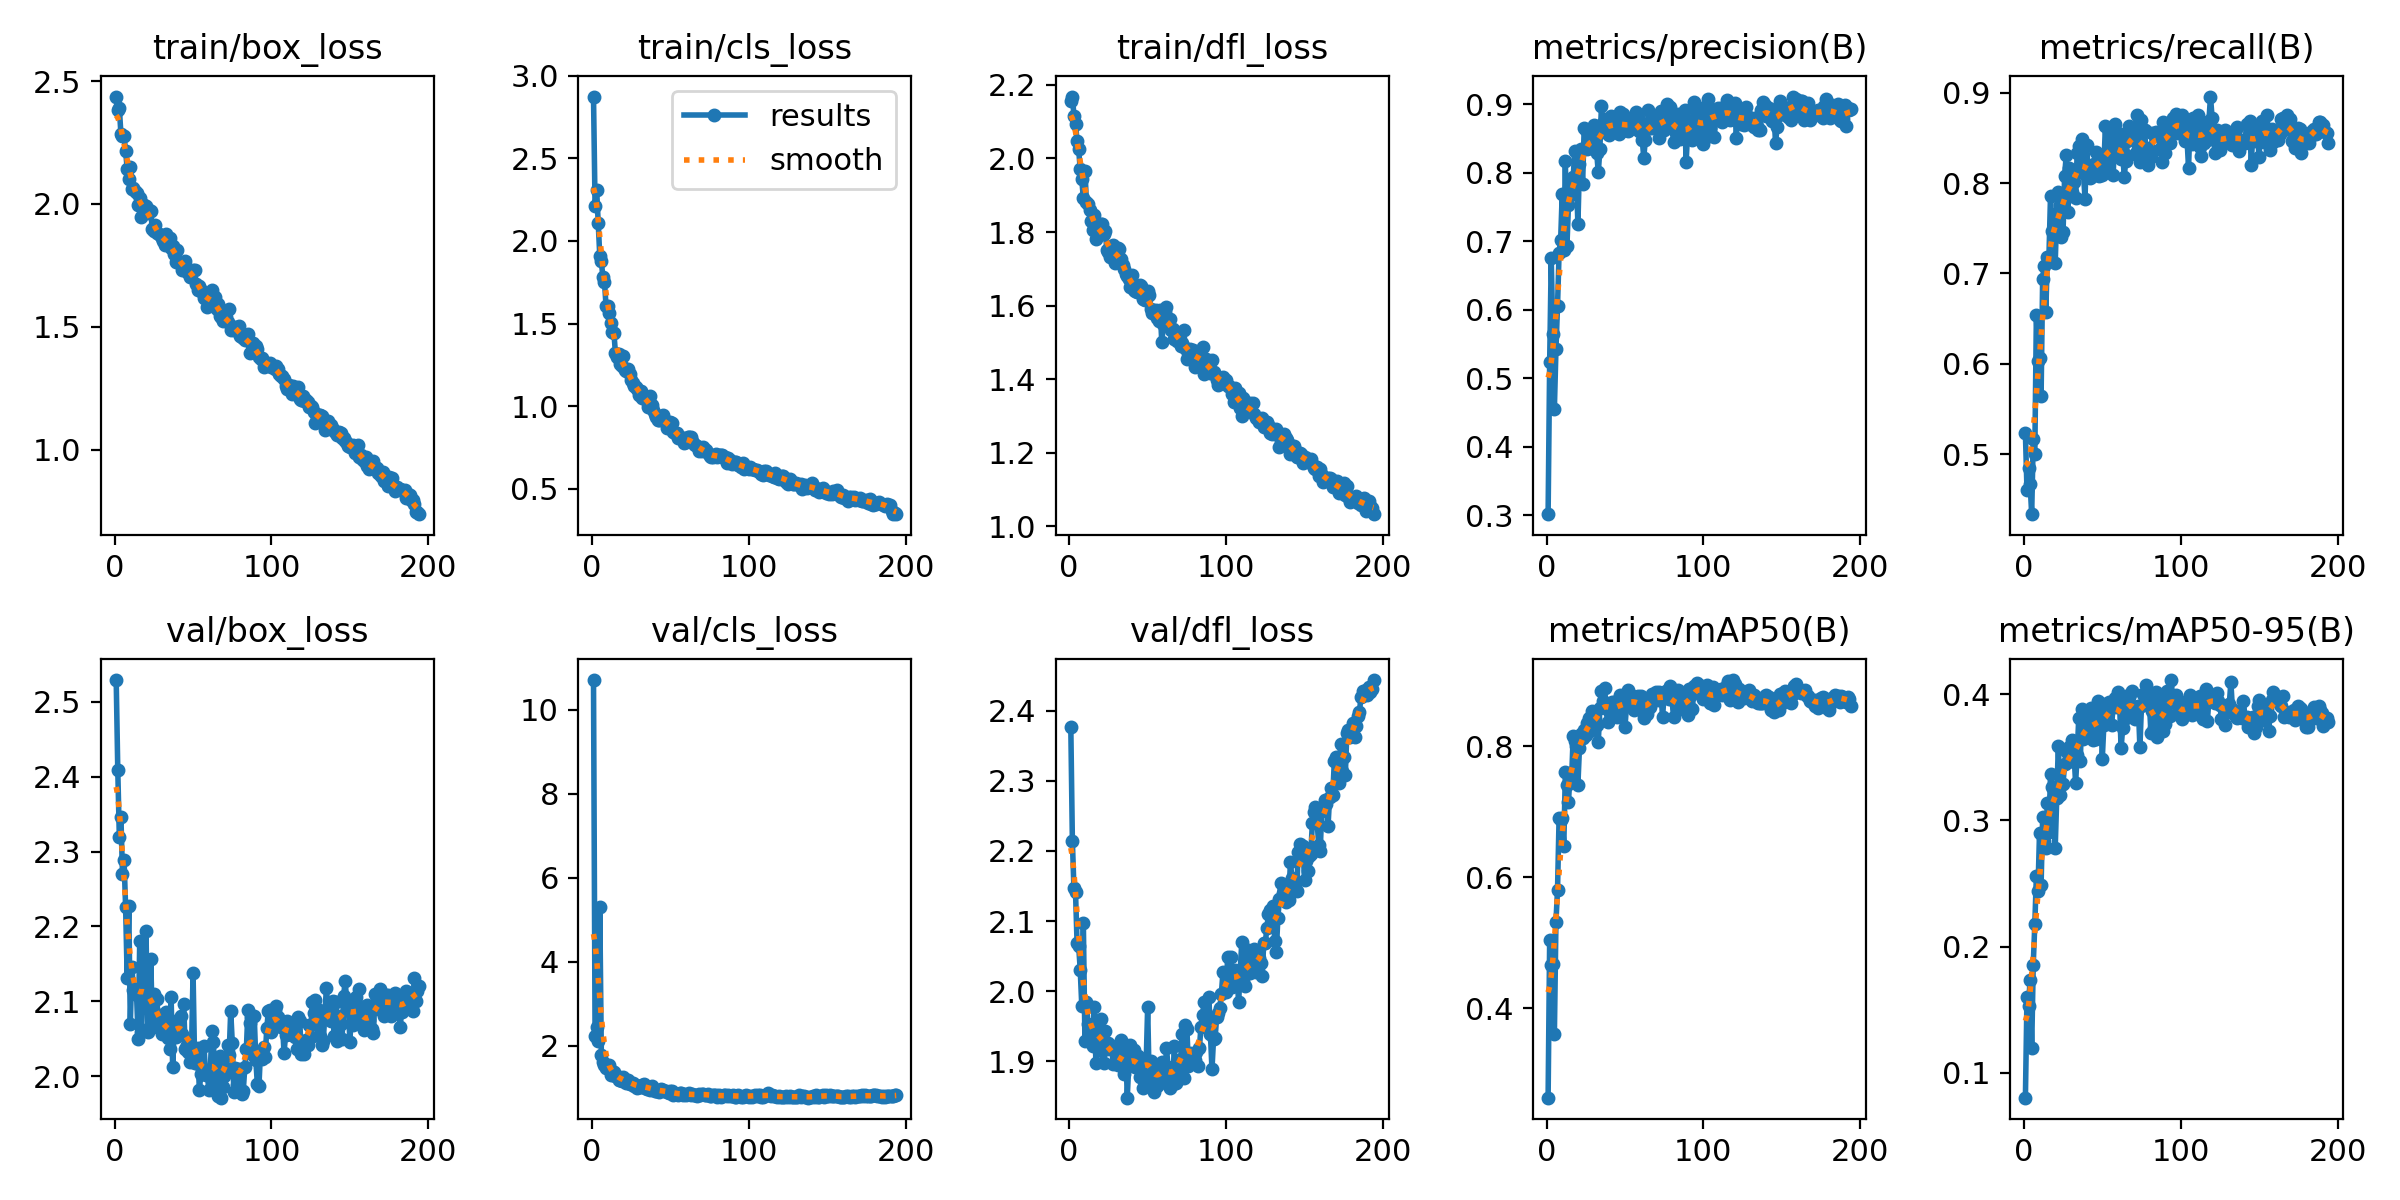 train/box_loss
2.5
2.0
1.5
1.0
0 100 200
train/cls_loss
3.0
2.5
2.0
1.5
1.0
0.5
results
smooth
0 100 200
train/dfl_loss
2.2
2.0
1.8
1.6
1.4
1.2
1.0
0 100 200
metrics/precision(B)
0.9
0.8
0.7
0.6
0.5
0.4
0.3
0 100 200
metrics/recall(B)
0.9
0.8
0.7
0.6
0.5
0 100 200
val/box_loss
2.5
2.4
2.3
2.2
2.1
2.0
0 100 200
val/cls_loss
10
8
6
4
2
0 100 200
val/dfl_loss
2.4
2.3
2.2
2.1
2.0
1.9
0 100 200
metrics/mAP50(B)
0.8
0.6
0.4
0 100 200
metrics/mAP50-95(B)
0.4
0.3
0.2
0.1
0 100 200